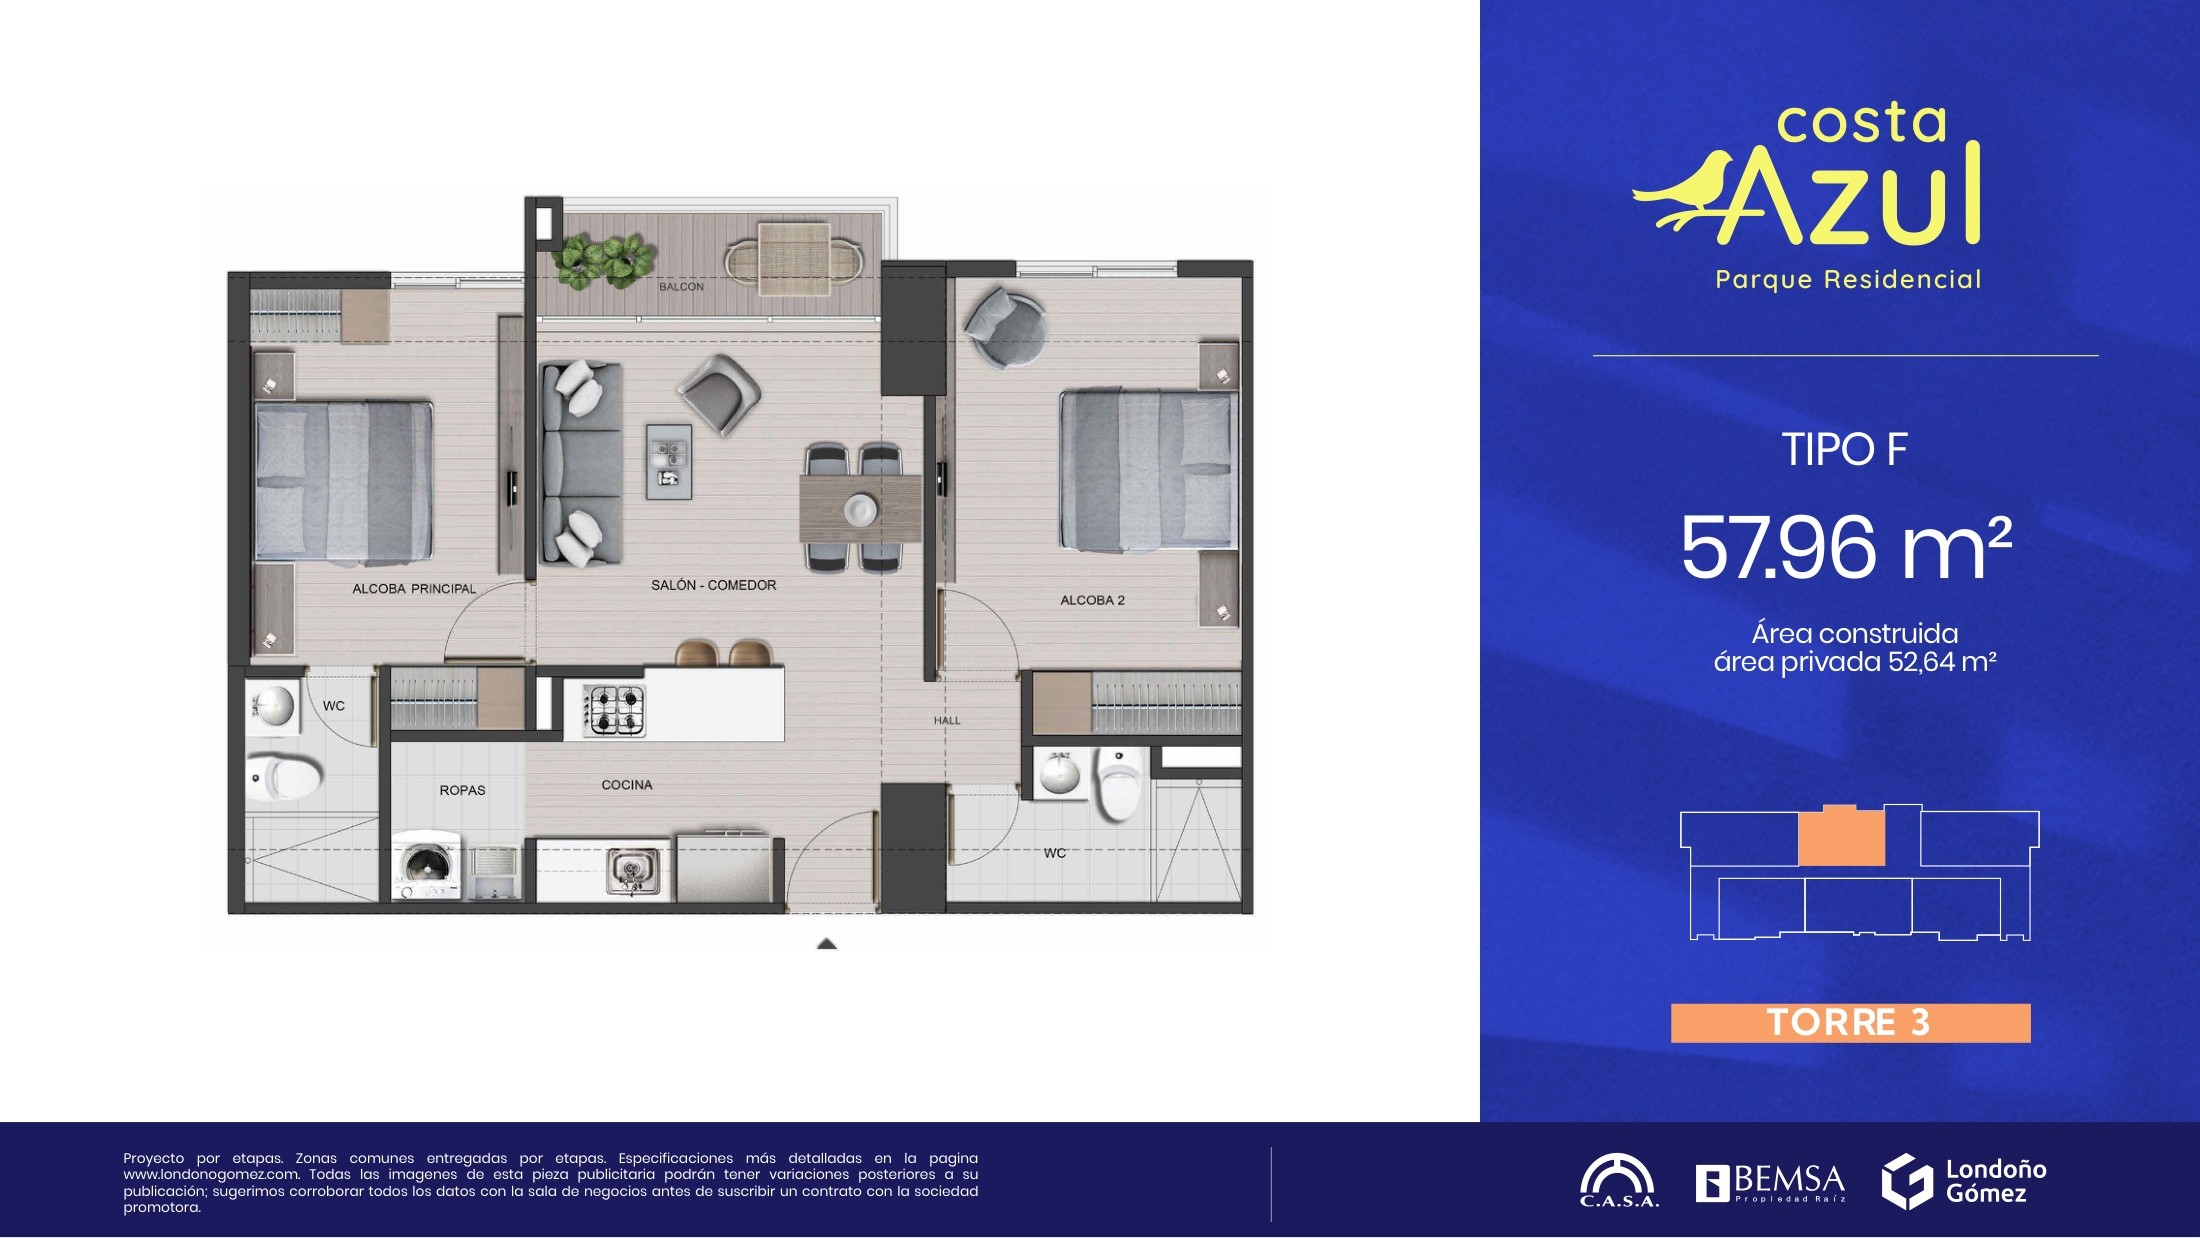 BALCON
ALCOBA PRINCIPAL
SALÓN - COMEDOR
ALCOBA 2
WC
HALL
ROPAS
COCINA
WC
costa
Azul
Parque Residencial
TIPO F
57.96 m²
Área construida
área privada 52,64 m²
TORRE 3
Proyecto por etapas. Zonas comunes entregadas por etapas. Especificaciones más detalladas en la pagina
www.londonogomez.com. Todas las imagenes de esta pieza publicitaria podrán tener variaciones posteriores a su
publicación; sugerimos corroborar todos los datos con la sala de negocios antes de suscribir un contrato con la sociedad
promotora.
C.A.S.A.
BEMSA
Propiedad Raíz
Londoño
Gómez